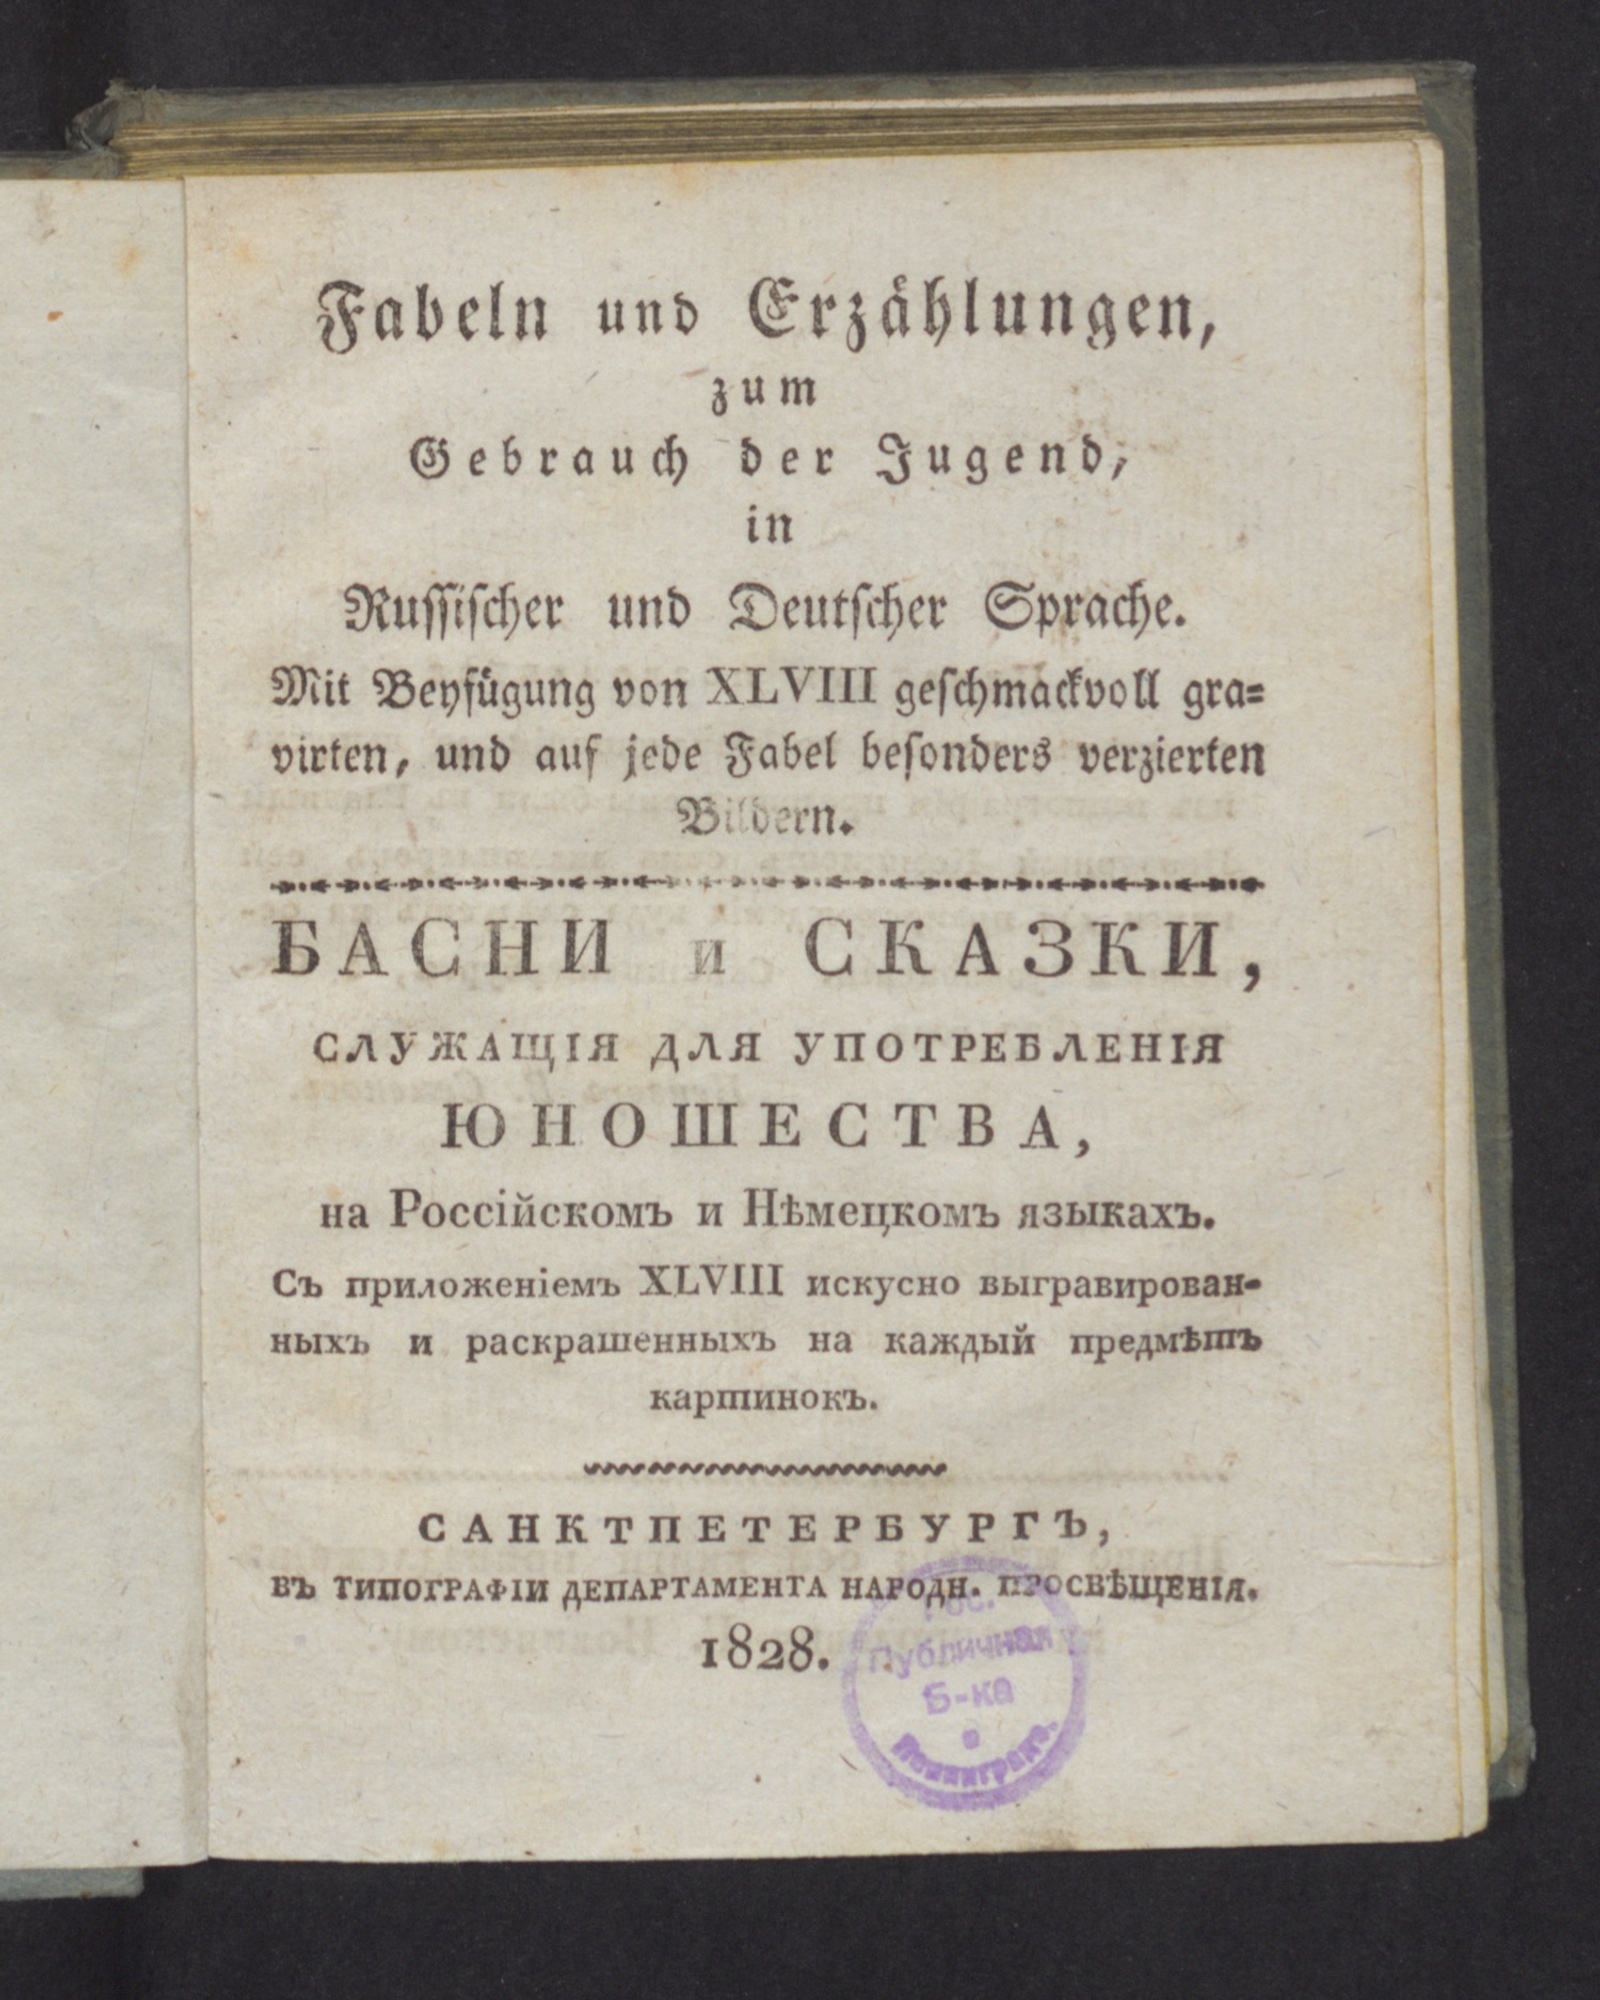 Fabeln und Erzählungen,
zum
Gebrauch der Jugend,
in
Russischer und Deutscher Sprache.
Mit Beyfügung von XLVIII geschmackvoll gra=
virten, und auf jede Fabel besonders verzierten
Bildern.
БАСНИ и СКАЗКИ,
СЛУЖАЩІЯ ДЛЯ УПОТРЕБЛЕНІЯ
ЮНОШЕСТВА,
на Россійскомъ и Нѣмецкомъ языкахъ.
Съ приложеніемъ XLVIII искусно выгравирован-
ныхъ и раскрашенныхъ на каждый предмѣтъ
картинокъ.
САНКТПЕТЕРБУРГЪ,
ВЪ ТИПОГРАФІИ ДЕПАРТАМЕНТА НАРОДН. ПРОСВѢЩЕНІЯ.
1828.
Гос.
Публичная
Б-ка
в
Ленинграде.